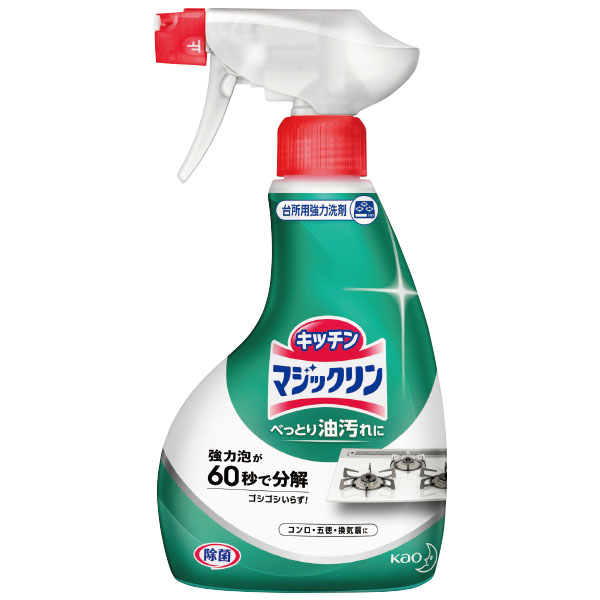 台所用強力洗剤
キッチン
マジックリン
べっとり油汚れに
強力泡が
60秒で分解
ゴシゴシいらず!
コンロ・五徳・換気扇に
除菌
Kao